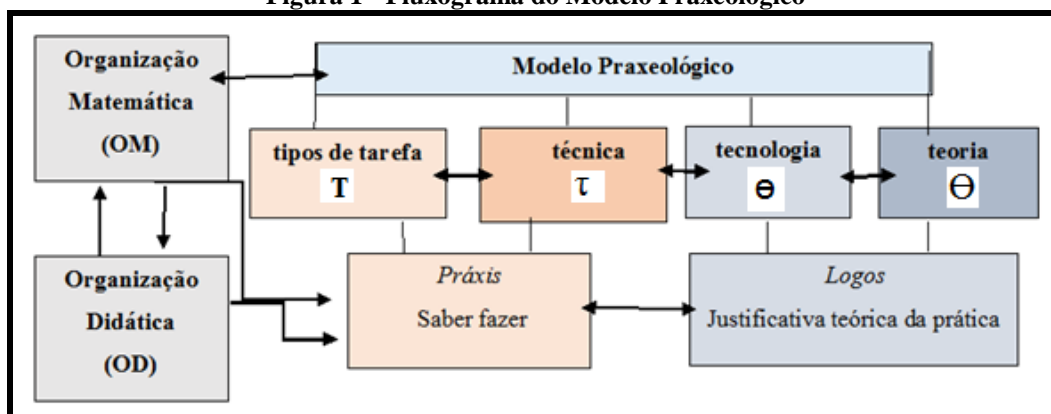 Figura 1 - Fluxograma do Modelo Praxeológico
Organização
Matemática
(OM)
Modelo Praxeológico
tipos de tarefa
T
técnica
τ
tecnologia
ɵ
teoria
Θ
Organização
Didática
(OD)
Práxis
Saber fazer
Logos
Justificativa teórica da prática